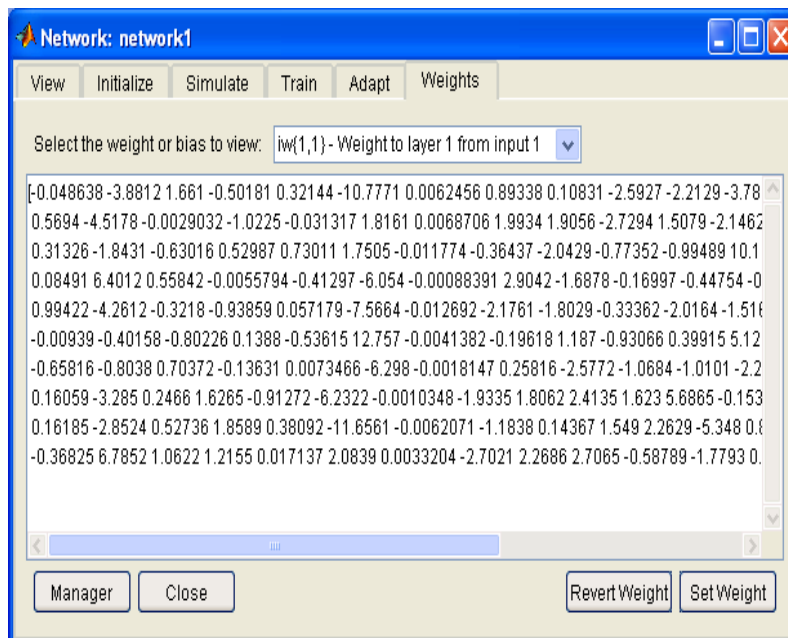 Network: network1
View Initialize Simulate Train Adapt Weights
Select the weight or bias to view: iw{1,1} - Weight to layer 1 from input 1
[-0.048638 -3.8812 1.661 -0.50181 0.32144 -10.7771 0.0062456 0.89338 0.10831 -2.5927 -2.2129 -3.78
0.5694 -4.5178 -0.0029032 -1.0225 -0.031317 1.8161 0.0068706 1.9934 1.9056 -2.7294 1.5079 -2.1462
0.31326 -1.8431 -0.63016 0.52987 0.73011 1.7505 -0.011774 -0.36437 -2.0429 -0.77352 -0.99489 10.1
0.08491 6.4012 0.55842 -0.0055794 -0.41297 -6.054 -0.00088391 2.9042 -1.6878 -0.16997 -0.44754 -0
0.99422 -4.2612 -0.3218 -0.93859 0.057179 -7.5664 -0.012692 -2.1761 -1.8029 -0.33362 -2.0164 -1.516
-0.00939 -0.40158 -0.80226 0.1388 -0.53615 12.757 -0.0041382 -0.19618 1.187 -0.93066 0.39915 5.12
-0.65816 -0.8038 0.70372 -0.13631 0.0073466 -6.298 -0.0018147 0.25816 -2.5772 -1.0684 -1.0101 -2.2
0.16059 -3.285 0.2466 1.6265 -0.91272 -6.2322 -0.0010348 -1.9335 1.8062 2.4135 1.623 5.6865 -0.153
0.16185 -2.8524 0.52736 1.8589 0.38092 -11.6561 -0.0062071 -1.1838 0.14367 1.549 2.2629 -5.348 0.8
-0.36825 6.7852 1.0622 1.2155 0.017137 2.0839 0.0033204 -2.7021 2.2686 2.7065 -0.58789 -1.7793 0.
Manager Close Revert Weight Set Weight